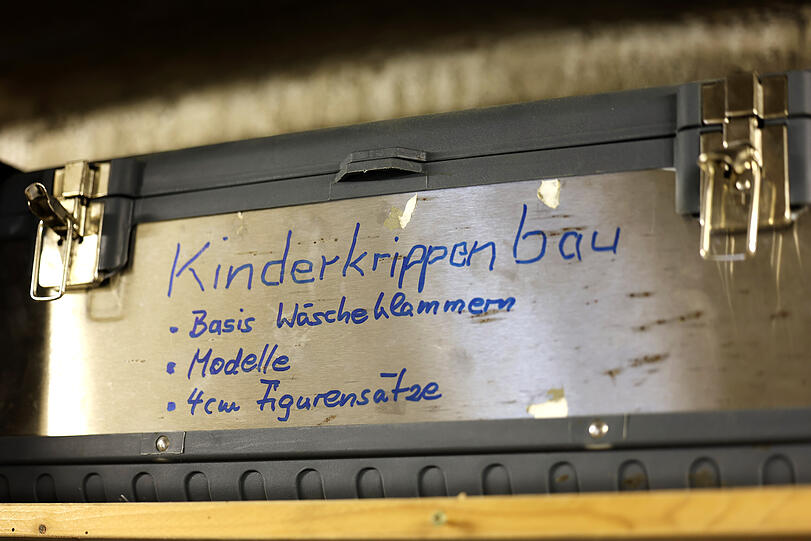 Kinderkrippenbau
• Basis Wäscheklammern
• Modelle
• 4cm Figurensätze